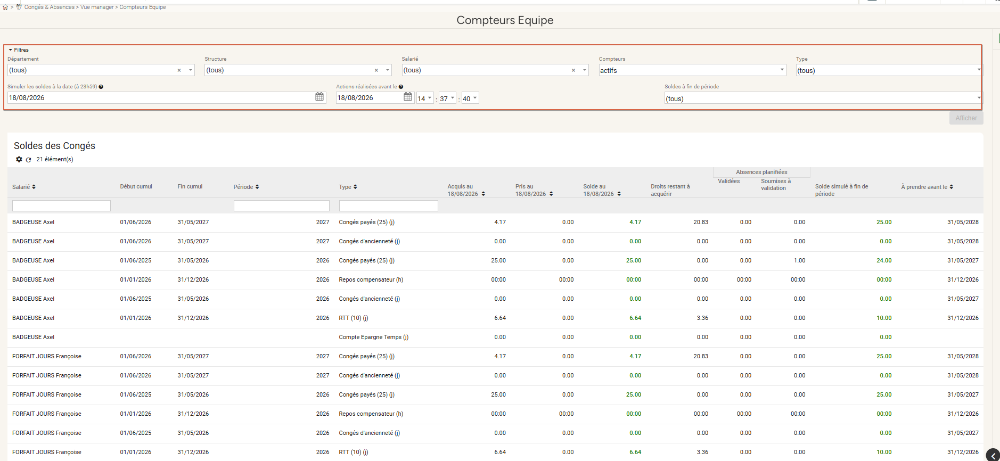 > Congés & Absences > Vue manager > Compteurs Equipe
Compteurs Equipe
Filtres
Département Structure Salarié Compteurs Type
(tous) × (tous) × (tous) × actifs (tous)
Simuler les soldes à la date (à 23h59) Actions réalisées avant le Soldes à fin de période
18/08/2026 18/08/2026 14 : 37 : 40 (tous)
Afficher
Soldes des Congés
21 élément(s)
Absences planifiées
Salarié Début cumul Fin cumul Période Type Acquis au 18/08/2026 Pris au 18/08/2026 Solde au 18/08/2026 Droits restant à acquérir Validées Soumises à validation Solde simulé à fin de période À prendre avant le
BADGEUSE Axel 01/06/2026 31/05/2027 2027 Congés payés (25) (j) 4.17 0.00 4.17 20.83 0.00 0.00 25.00 31/05/2028
BADGEUSE Axel 01/06/2026 31/05/2027 2027 Congés d'ancienneté (j) 0.00 0.00 0.00 0.00 0.00 0.00 0.00 31/05/2028
BADGEUSE Axel 01/06/2025 31/05/2026 2026 Congés payés (25) (j) 25.00 0.00 25.00 0.00 0.00 1.00 24.00 31/05/2027
BADGEUSE Axel 01/01/2026 31/12/2026 2026 Repos compensateur (h) 00:00 00:00 00:00 00:00 00:00 00:00 00:00 31/12/2026
BADGEUSE Axel 01/06/2025 31/05/2026 2026 Congés d'ancienneté (j) 0.00 0.00 0.00 0.00 0.00 0.00 0.00 31/05/2027
BADGEUSE Axel 01/01/2026 31/12/2026 2026 RTT (10) (j) 6.64 0.00 6.64 3.36 0.00 0.00 10.00 31/12/2026
BADGEUSE Axel Compte Epargne Temps (j) 0.00 0.00 0.00 0.00 0.00 0.00 0.00
FORFAIT JOURS Françoise 01/06/2026 31/05/2027 2027 Congés payés (25) (j) 4.17 0.00 4.17 20.83 0.00 0.00 25.00 31/05/2028
FORFAIT JOURS Françoise 01/06/2026 31/05/2027 2027 Congés d'ancienneté (j) 0.00 0.00 0.00 0.00 0.00 0.00 0.00 31/05/2028
FORFAIT JOURS Françoise 01/06/2025 31/05/2026 2026 Congés payés (25) (j) 25.00 0.00 25.00 0.00 0.00 0.00 25.00 31/05/2027
FORFAIT JOURS Françoise 01/01/2026 31/12/2026 2026 Repos compensateur (h) 00:00 00:00 00:00 00:00 00:00 00:00 00:00 31/12/2026
FORFAIT JOURS Françoise 01/06/2025 31/05/2026 2026 Congés d'ancienneté (j) 0.00 0.00 0.00 0.00 0.00 0.00 0.00 31/05/2027
FORFAIT JOURS Françoise 01/01/2026 31/12/2026 2026 RTT (10) (j) 6.64 0.00 6.64 3.36 0.00 0.00 10.00 31/12/2026